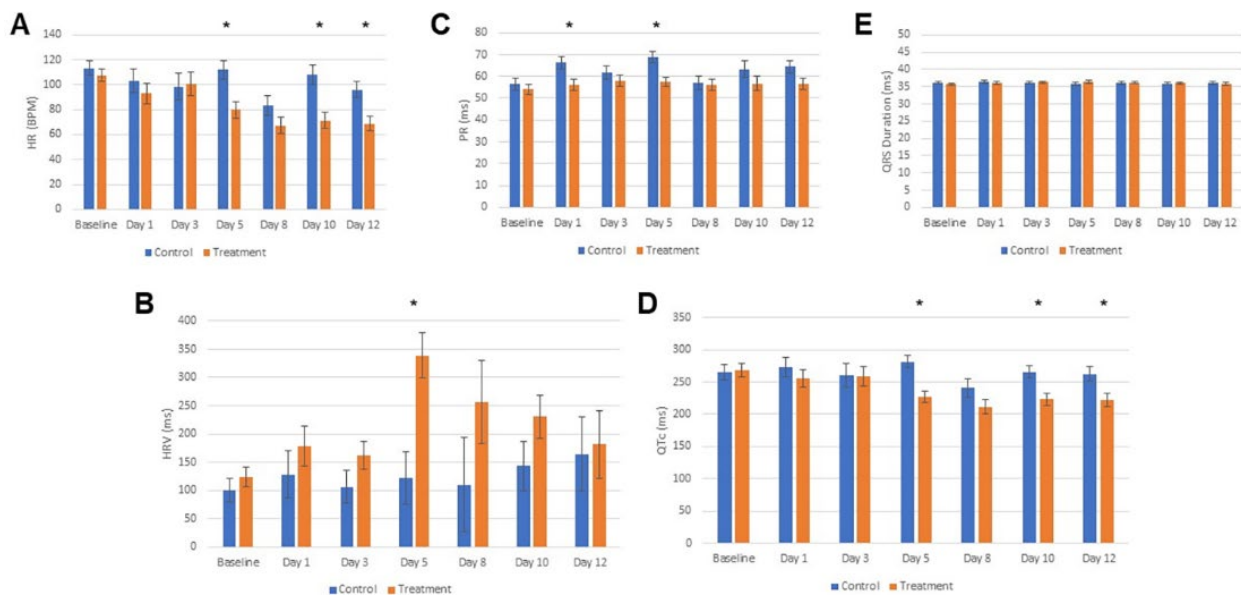 A
* * *
140
120
100
80
60
40
20
0
HR (BPM)
Baseline Day 1 Day 3 Day 5 Day 8 Day 10 Day 12
Control Treatment
C
* *
80
70
60
50
40
30
20
10
0
PR (ms)
Baseline Day 1 Day 3 Day 5 Day 8 Day 10 Day 12
Control Treatment
E
50
45
40
35
30
25
20
15
10
5
0
QRS Duration (ms)
Baseline Day 1 Day 3 Day 5 Day 8 Day 10 Day 12
Control Treatment
B
*
400
350
300
250
200
150
100
50
0
HRV (ms)
Baseline Day 1 Day 3 Day 5 Day 8 Day 10 Day 12
Control Treatment
D
* * *
350
300
250
200
150
100
50
0
QTc (ms)
Baseline Day 1 Day 3 Day 5 Day 8 Day 10 Day 12
Control Treatment